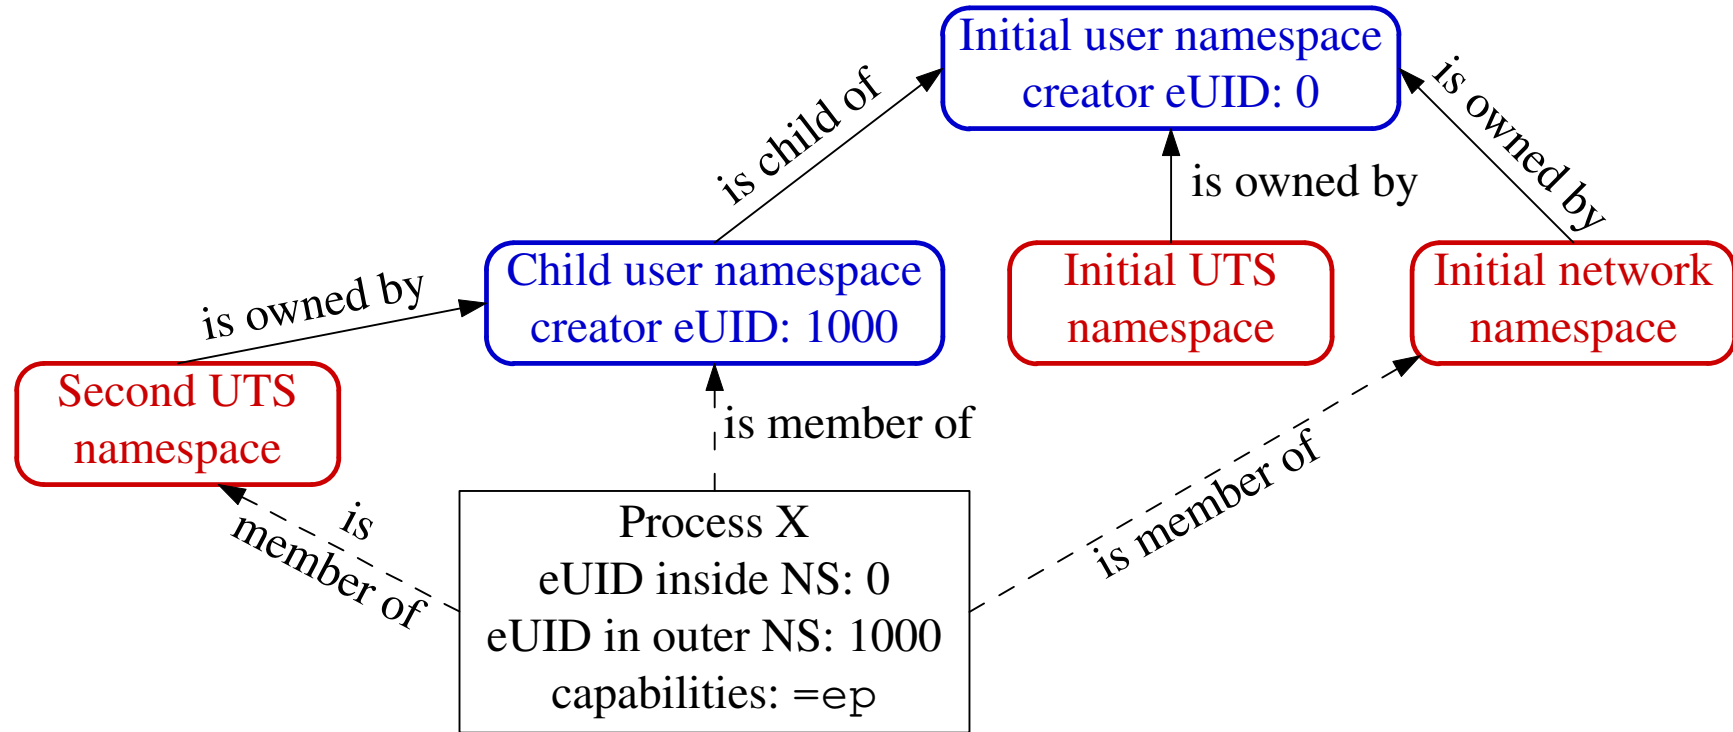 Initial user namespace
creator eUID: 0
is child of
is owned by
is owned by
Child user namespace
creator eUID: 1000
Initial UTS
namespace
Initial network
namespace
is owned by
Second UTS
namespace
is member of
is
member of
is member of
Process X
eUID inside NS: 0
eUID in outer NS: 1000
capabilities: =ep